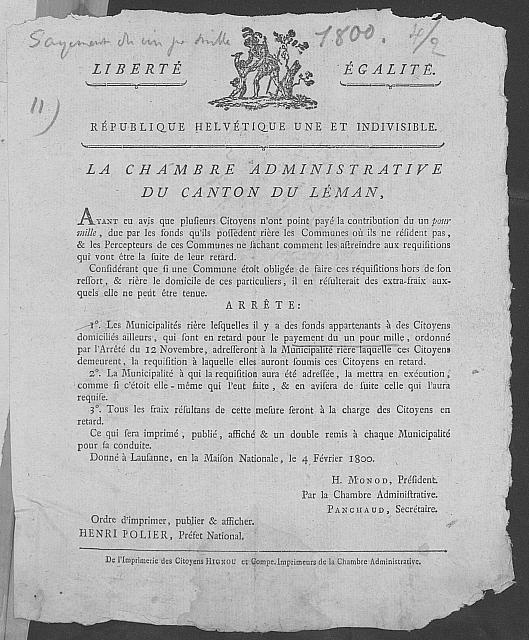 Payement du un pr mille 1800. 4/2
LIBERTÉ ÉGALITÉ.
11)
RÉPUBLIQUE HELVÉTIQUE UNE ET INDIVISIBLE.
LA CHAMBRE ADMINISTRATIVE
DU CANTON DU LÉMAN,
AYANT eu avis que plusieurs Citoyens n'ont point payé la contribution du un pour
mille, due par les fonds qu'ils possèdent rière les Communes où ils ne résident pas,
& les Percepteurs de ces Communes ne sachant comment les astreindre aux requisitions
qui vont être la suite de leur retard.
Considérant que si une Commune étoit obligée de faire ces réquisitions hors de son
ressort, & rière le domicile de ces particuliers, il en résulterait des extra-fraix aux-
quels elle ne peut être tenue.
ARRÊTE:
1º. Les Municipalités rière lesquelles il y a des fonds appartenants à des Citoyens
domiciliés ailleurs, qui sont en retard pour le payement du un pour mille, ordonné
par l'Arrêté du 12 Novembre, adresseront à la Municipalité rière laquelle ces Citoyens
demeurent, la requisition à laquelle elles auront soumis ces Citoyens en retard.
2º. La Municipalité à qui la requisition aura été adressée, la mettra en exécution,
comme si c'étoit elle-même qui l'eut faite, & en avisera de suite celle qui l'aura
requise.
3º. Tous les fraix résultans de cette mesure seront à la charge des Citoyens en
retard.
Ce qui sera imprimé, publié, affiché & un double remis à chaque Municipalité
pour sa conduite.
Donné à Lausanne, en la Maison Nationale, le 4 Février 1800.
H. MONOD, Président.
Par la Chambre Administrative.
PANCHAUD, Secrétaire.
Ordre d'imprimer, publier & afficher.
HENRI POLIER, Préfet National.
De l'Imprimerie des Citoyens HIGNOU et Compe. Imprimeurs de la Chambre Administrative.